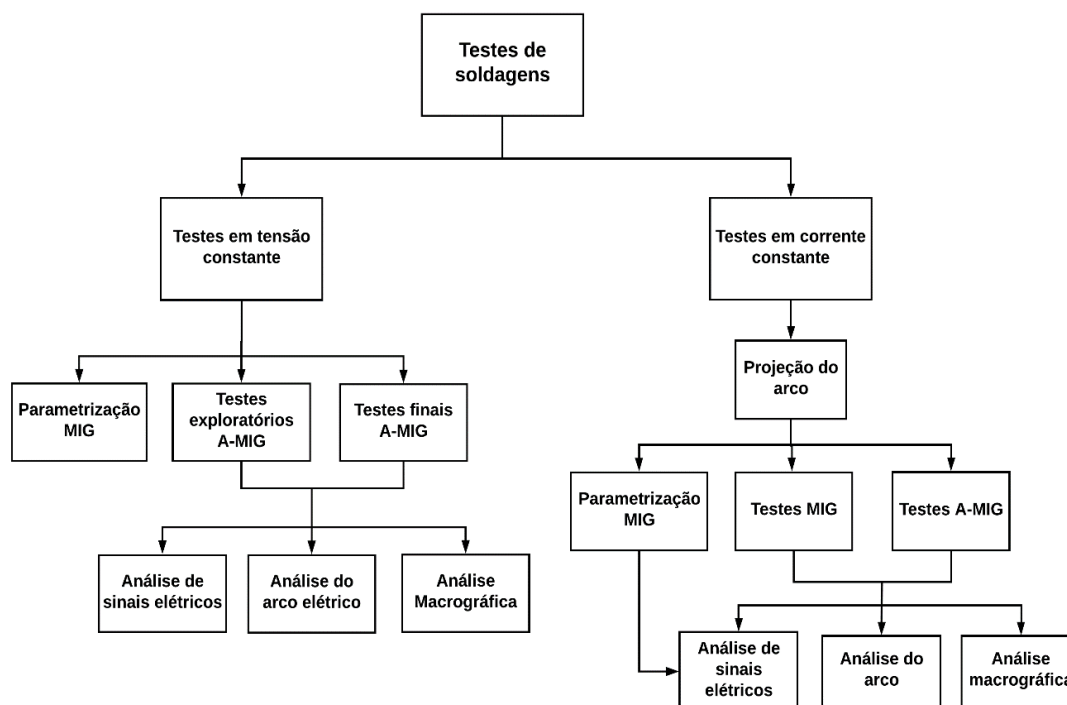 Testes de
soldagens
Testes em tensão
constante
Testes em corrente
constante
Projeção do
arco
Parametrização
MIG
Testes
exploratórios
A-MIG
Testes finais
A-MIG
Parametrização
MIG
Testes MIG
Testes A-MIG
Análise de
sinais elétricos
Análise do
arco elétrico
Análise
Macrográfica
Análise de
sinais
elétricos
Análise do
arco
Análise
macrográfica